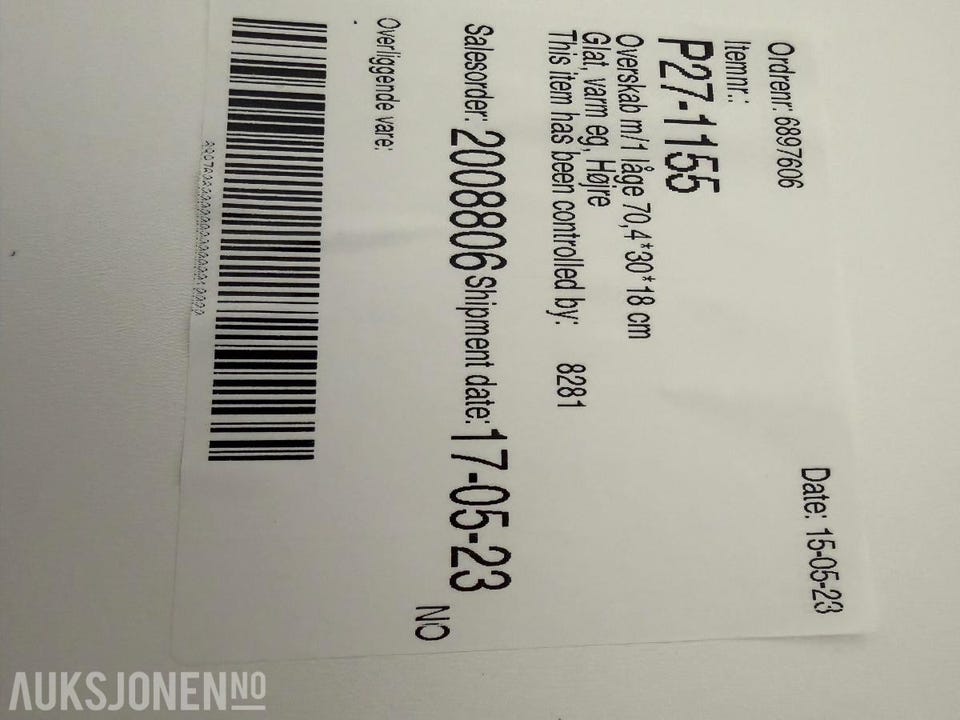 Ordrenr: 6897606
Date: 15-05-23
Itemnr.:
P27-1155
Overskab m/1 låge 70,4*30*18 cm
Glat, varm eg, Højre
This item has been controlled by: 8281
Salesorder: 2008806 Shipment date: 17-05-23
NO
Overliggende vare:
.
AUKSJONEN NO